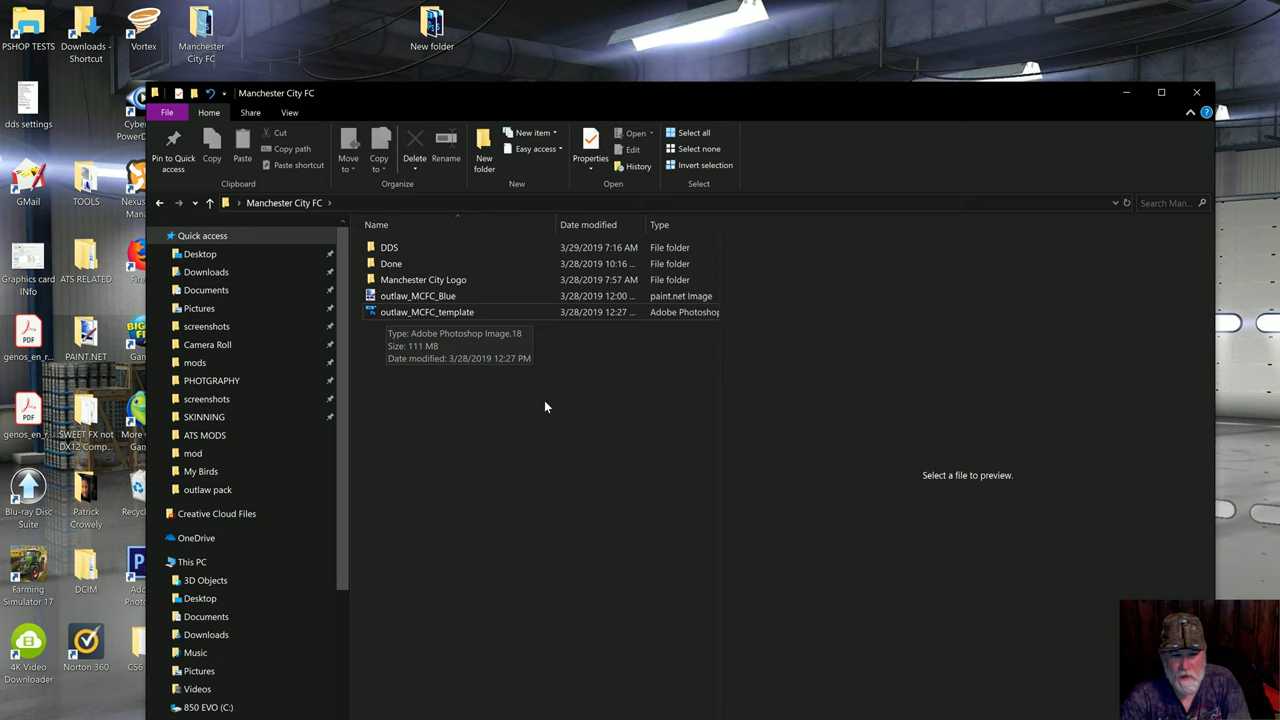 PSHOP TESTS
Downloads -
Shortcut
Vortex
Manchester
City FC
New folder
Manchester City FC
File
Home
Share
View
Pin to Quick
access
Copy
Paste
Cut
Copy path
Paste shortcut
Clipboard
Move
to
Copy
to
Delete
Rename
Organize
New
folder
New item
Easy access
New
Properties
Open
Edit
History
Open
Select all
Select none
Invert selection
Select
Manchester City FC
Search Man...
Name
Date modified
Type
DDS
3/29/2019 7:16 AM
File folder
Done
3/28/2019 10:16 ...
File folder
Manchester City Logo
3/28/2019 7:57 AM
File folder
outlaw_MCFC_Blue
3/28/2019 12:00 ...
paint.net Image
outlaw_MCFC_template
3/28/2019 12:27 ...
Adobe Photoshop
Type: Adobe Photoshop Image.18
Size: 111 MB
Date modified: 3/28/2019 12:27 PM
Select a file to preview.
Quick access
Desktop
Downloads
Documents
Pictures
screenshots
Camera Roll
mods
PHOTGRAPHY
screenshots
SKINNING
ATS MODS
mod
My Birds
outlaw pack
Creative Cloud Files
OneDrive
This PC
3D Objects
Desktop
Documents
Downloads
Music
Pictures
Videos
850 EVO (C:)
dds settings
GMail
TOOLS
Graphics card
INfo
ATS RELATED
genos_en_r...
PAINT.NET
genos_en_r...
SWEET FX not
DX12 Comp...
Blu-ray Disc
Suite
Patrick
Crowely
Farming
Simulator 17
DCIM
4K Video
Downloader
Norton 360